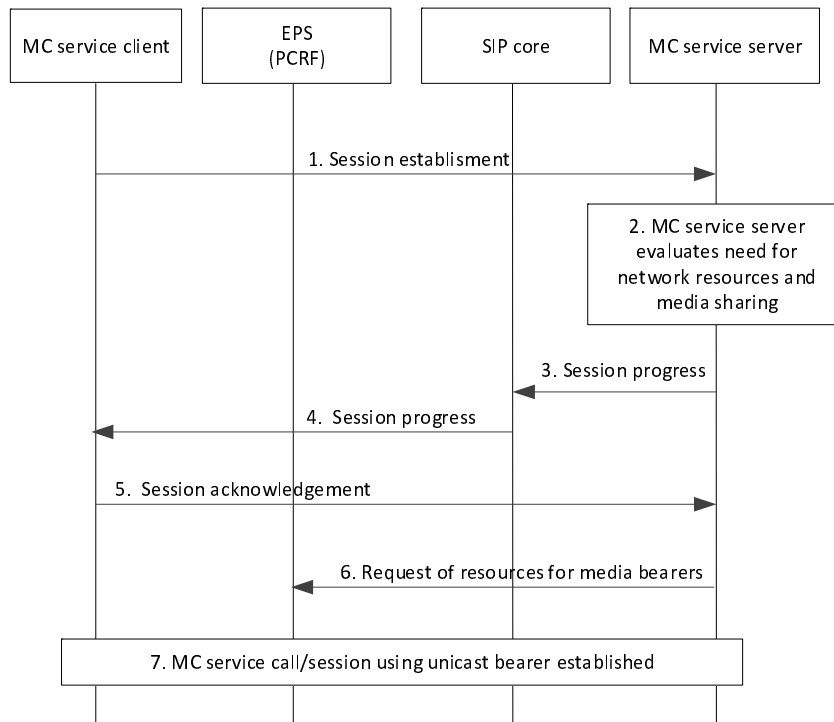 MC service client
EPS
(PCRF)
SIP core
MC service server
1. Session establisment
2. MC service server
evaluates need for
network resources and
media sharing
3. Session progress
4. Session progress
5. Session acknowledgement
6. Request of resources for media bearers
7. MC service call/session using unicast bearer established